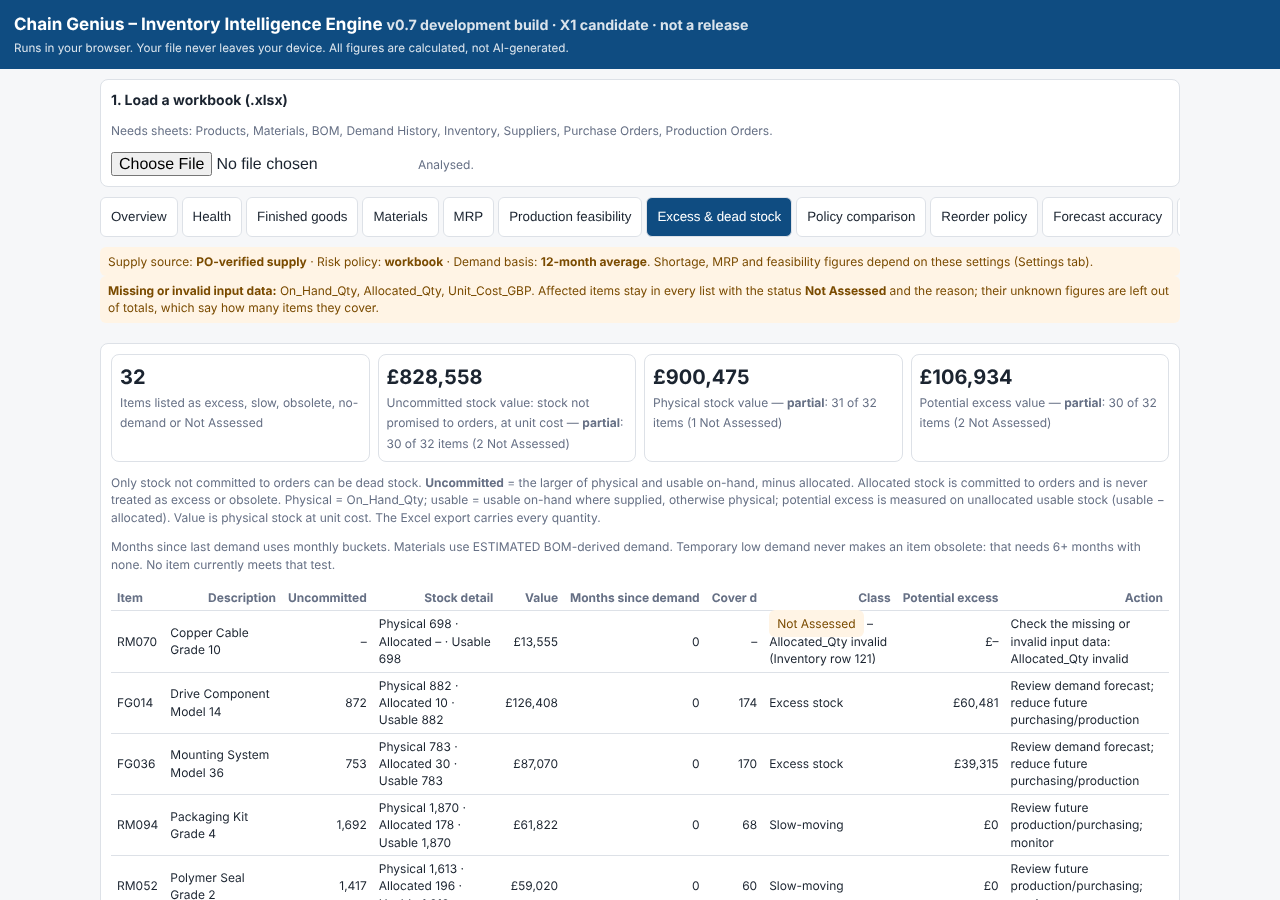 Chain Genius – Inventory Intelligence Engine v0.7 development build · X1 candidate · not a release
Runs in your browser. Your file never leaves your device. All figures are calculated, not AI-generated.
1. Load a workbook (.xlsx)
Needs sheets: Products, Materials, BOM, Demand History, Inventory, Suppliers, Purchase Orders, Production Orders.
Choose File No file chosen Analysed.
Overview Health Finished goods Materials MRP Production feasibility Excess & dead stock Policy comparison Reorder policy Forecast accuracy
Supply source: PO-verified supply · Risk policy: workbook · Demand basis: 12-month average. Shortage, MRP and feasibility figures depend on these settings (Settings tab).
Missing or invalid input data: On_Hand_Qty, Allocated_Qty, Unit_Cost_GBP. Affected items stay in every list with the status Not Assessed and the reason; their unknown figures are left out
of totals, which say how many items they cover.
32
Items listed as excess, slow, obsolete, no-
demand or Not Assessed
£828,558
Uncommitted stock value: stock not
promised to orders, at unit cost — partial:
30 of 32 items (2 Not Assessed)
£900,475
Physical stock value — partial: 31 of 32
items (1 Not Assessed)
£106,934
Potential excess value — partial: 30 of 32
items (2 Not Assessed)
Only stock not committed to orders can be dead stock. Uncommitted = the larger of physical and usable on-hand, minus allocated. Allocated stock is committed to orders and is never
treated as excess or obsolete. Physical = On_Hand_Qty; usable = usable on-hand where supplied, otherwise physical; potential excess is measured on unallocated usable stock (usable −
allocated). Value is physical stock at unit cost. The Excel export carries every quantity.
Months since last demand uses monthly buckets. Materials use ESTIMATED BOM-derived demand. Temporary low demand never makes an item obsolete: that needs 6+ months with
none. No item currently meets that test.
Item Description Uncommitted Stock detail Value Months since demand Cover d Class Potential excess Action
RM070
Copper Cable
Grade 10
–
Physical 698 ·
Allocated – · Usable
698
£13,555
0
–
Not Assessed –
Allocated_Qty invalid
(Inventory row 121)
£–
Check the missing or
invalid input data:
Allocated_Qty invalid
FG014
Drive Component
Model 14
872
Physical 882 ·
Allocated 10 ·
Usable 882
£126,408
0
174
Excess stock
£60,481
Review demand forecast;
reduce future
purchasing/production
FG036
Mounting System
Model 36
753
Physical 783 ·
Allocated 30 ·
Usable 783
£87,070
0
170
Excess stock
£39,315
Review demand forecast;
reduce future
purchasing/production
RM094
Packaging Kit
Grade 4
1,692
Physical 1,870 ·
Allocated 178 ·
Usable 1,870
£61,822
0
68
Slow-moving
£0
Review future
production/purchasing;
monitor
RM052
Polymer Seal
Grade 2
1,417
Physical 1,613 ·
Allocated 196 ·
£59,020
0
60
Slow-moving
£0
Review future
production/purchasing;